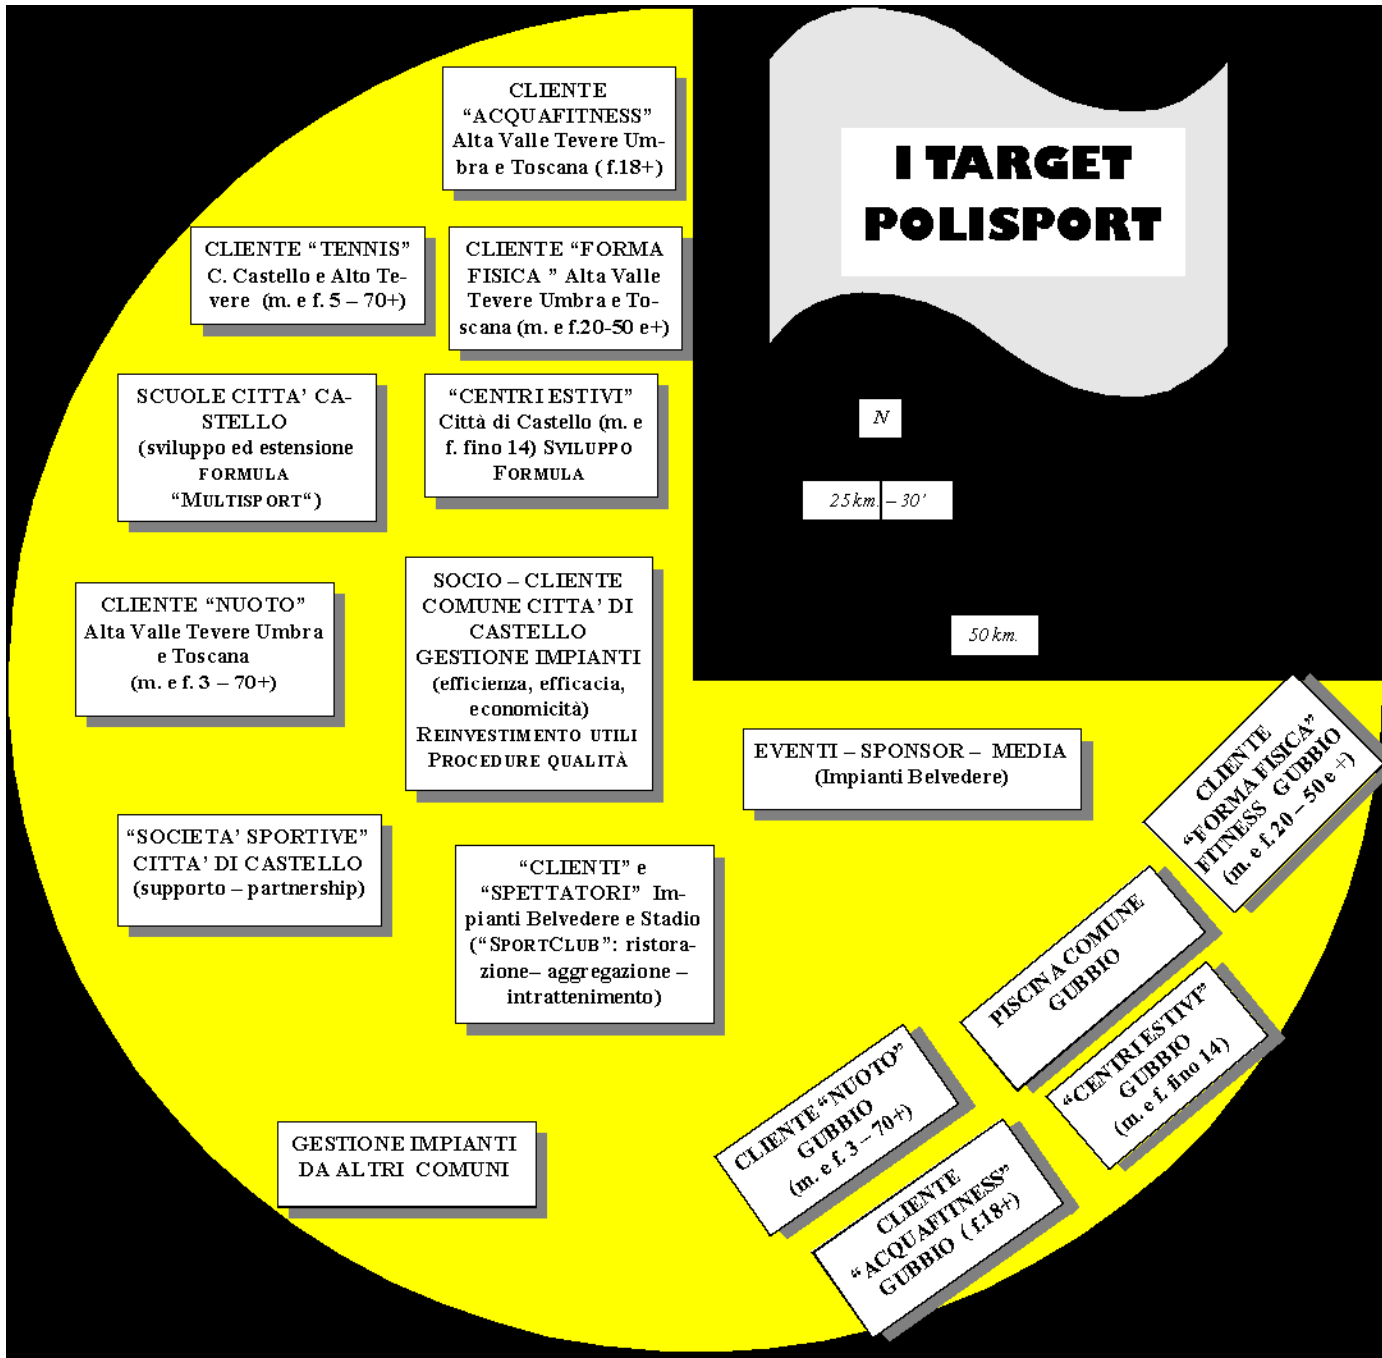 I TARGET
POLISPORT
CLIENTE
“ACQUAFITNESS”
Alta Valle Tevere Um-
bra e Toscana ( f.18+)
CLIENTE “TENNIS”
C. Castello e Alto Te-
vere (m. e f. 5 – 70+)
CLIENTE “FORMA
FISICA ” Alta Valle
Tevere Umbra e To-
scana (m. e f.20-50 e+)
SCUOLE CITTA’ CA-
STELLO
(sviluppo ed estensione
FORMULA
“MULTISPORT“)
“CENTRI ESTIVI”
Città di Castello (m. e
f. fino 14) SVILUPPO
FORMULA
N
25 km. – 30’
50 km.
CLIENTE “NUOTO”
Alta Valle Tevere Umbra
e Toscana
(m. e f. 3 – 70+)
SOCIO – CLIENTE
COMUNE CITTA’ DI
CASTELLO
GESTIONE IMPIANTI
(efficienza, efficacia,
economicità)
REINVESTIMENTO UTILI
PROCEDURE QUALITÀ
EVENTI – SPONSOR – MEDIA
(Impianti Belvedere)
CLIENTE
“FORMA FISICA”
FITNESS GUBBIO
(m. e f. 20 – 50 e +)
“SOCIETA’ SPORTIVE”
CITTA’ DI CASTELLO
(supporto – partnership)
“CLIENTI” e
“SPETTATORI” Im-
pianti Belvedere e Stadio
(“SPORTCLUB”: ristora-
zione– aggregazione –
intrattenimento)
PISCINA COMUNE
GUBBIO
“CENTRI ESTIVI”
GUBBIO
(m. e f. fino 14)
CLIENTE “NUOTO”
GUBBIO
(m. e f. 3 – 70+)
CLIENTE
“ACQUAFITNESS”
GUBBIO ( f.18+)
GESTIONE IMPIANTI
DA ALTRI COMUNI